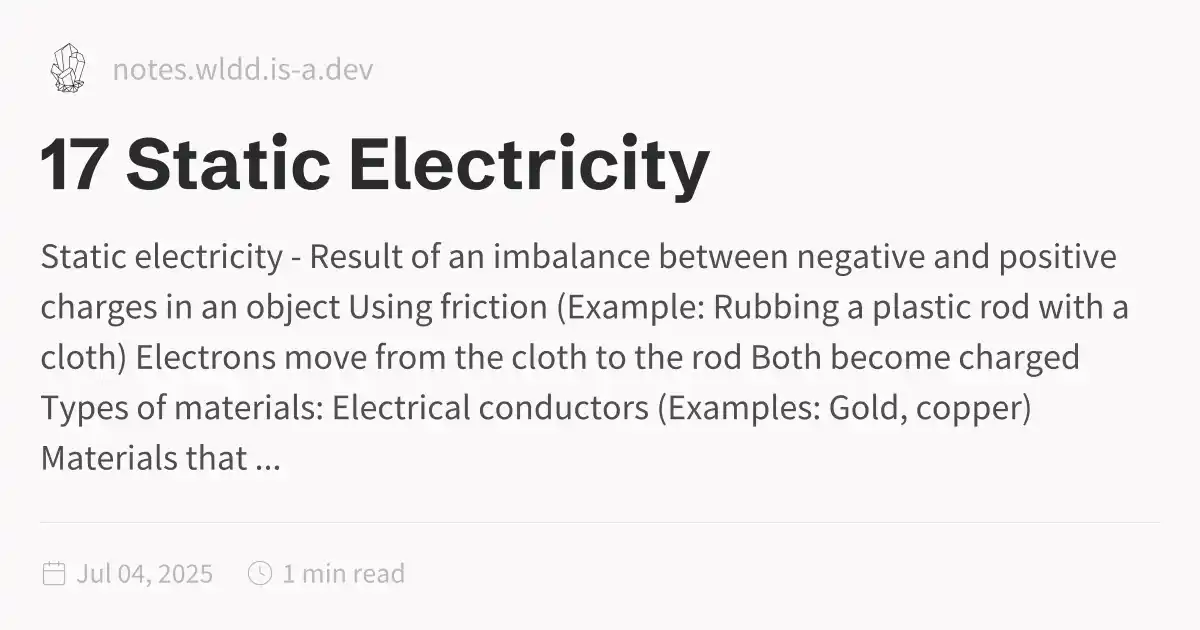 notes.wldd.is-a.dev
17 Static Electricity
Static electricity - Result of an imbalance between negative and positive
charges in an object Using friction (Example: Rubbing a plastic rod with a
cloth) Electrons move from the cloth to the rod Both become charged
Types of materials: Electrical conductors (Examples: Gold, copper)
Materials that ...
Jul 04, 2025 1 min read